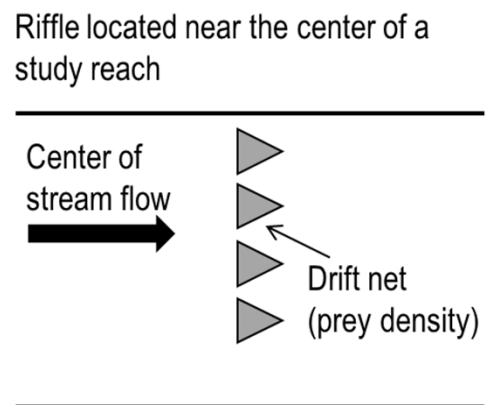 Riffle located near the center of a
study reach
Center of
stream flow
Drift net
(prey density)